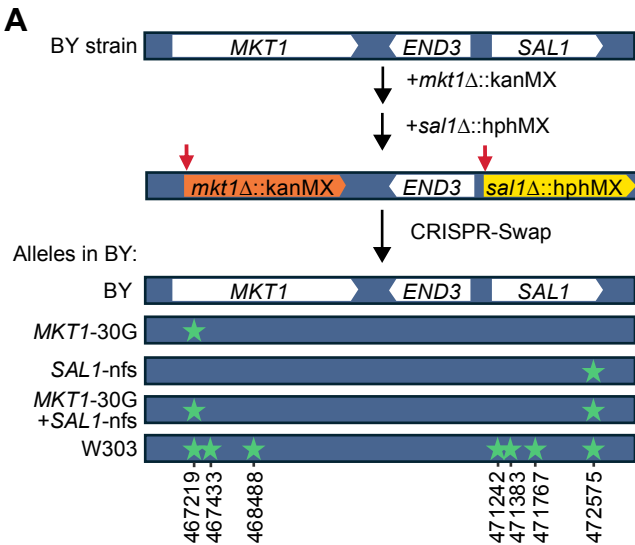 A
BY strain
MKT1
END3
SAL1
+mkt1Δ::kanMX
+sal1Δ::hphMX
mkt1Δ::kanMX
END3
sal1Δ::hphMX
CRISPR-Swap
Alleles in BY:
BY
MKT1
END3
SAL1
MKT1-30G
SAL1-nfs
MKT1-30G
+SAL1-nfs
W303
467219
467433
468488
471242
471383
471767
472575